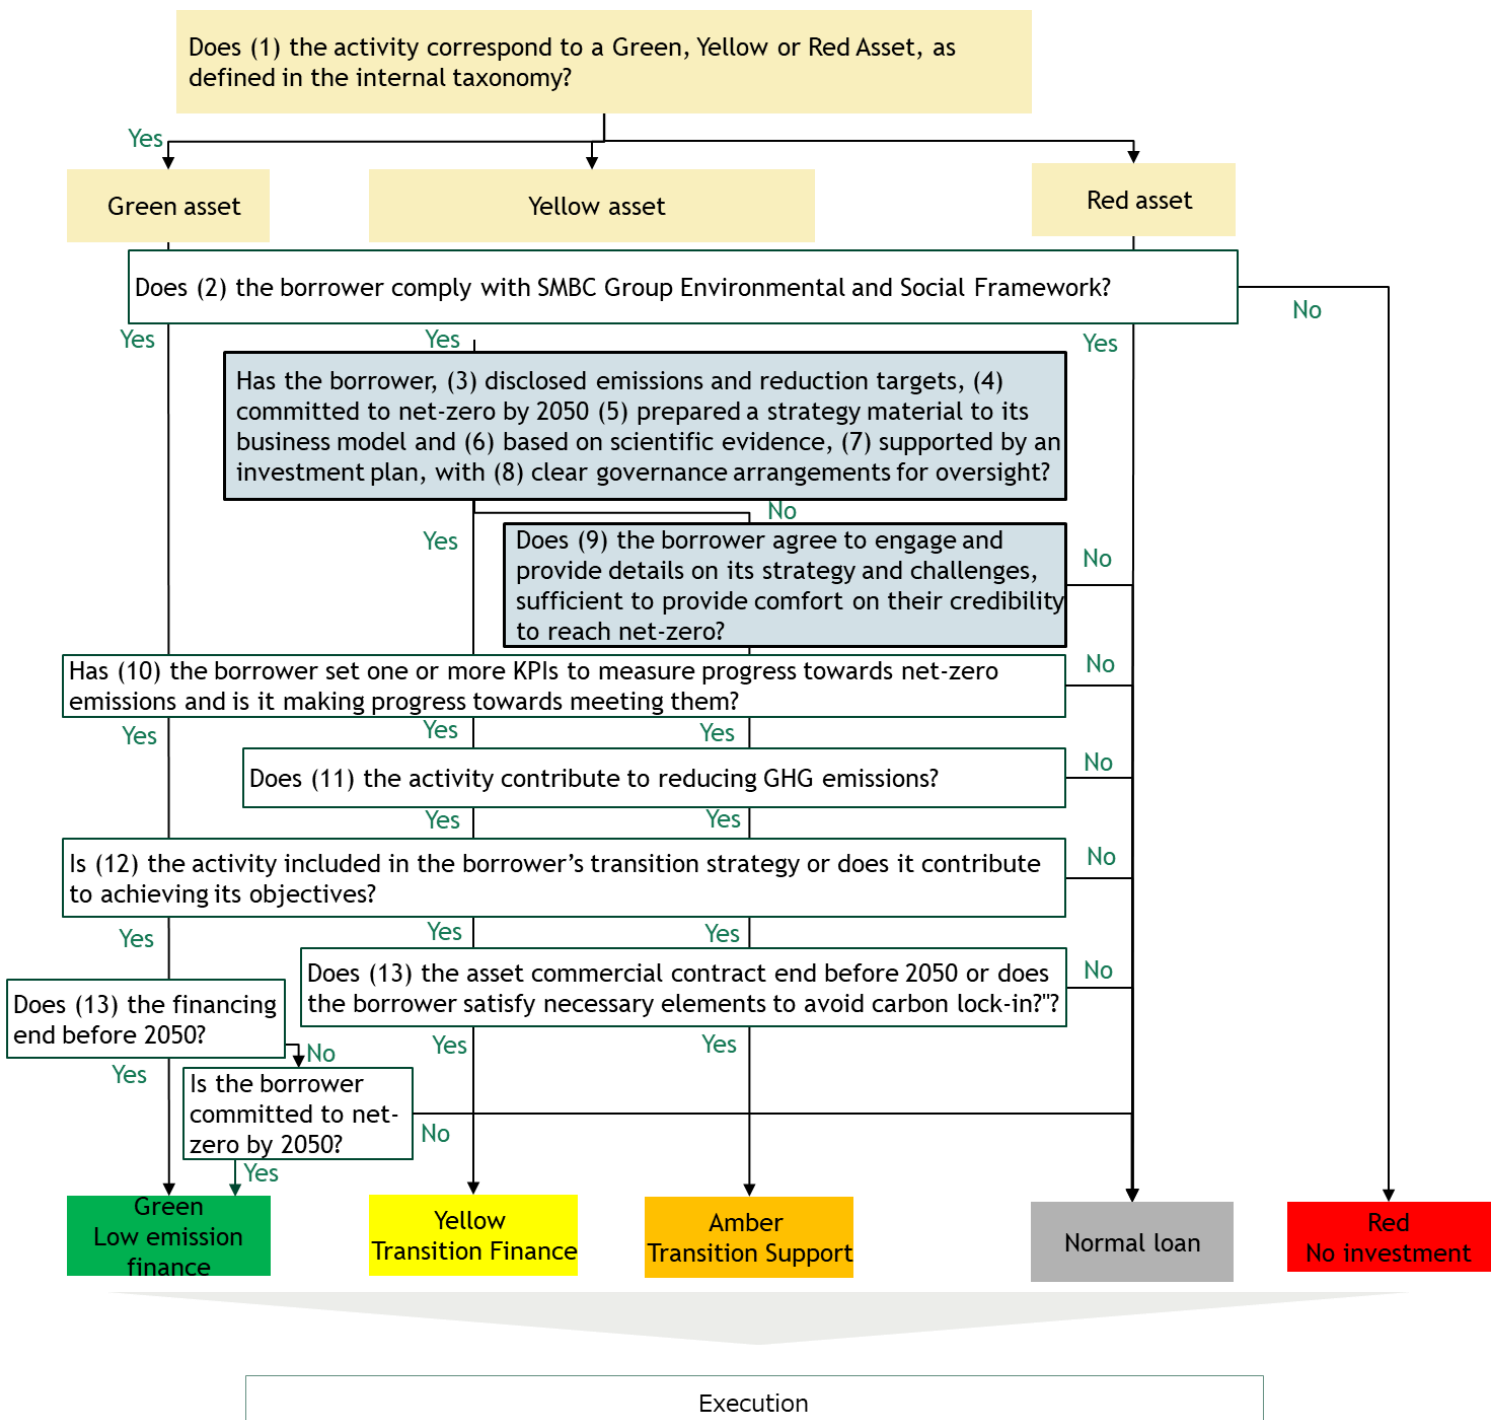 Does (1) the activity correspond to a Green, Yellow or Red Asset, as
defined in the internal taxonomy?
Yes
Green asset
Yellow asset
Red asset
Does (2) the borrower comply with SMBC Group Environmental and Social Framework?
No
Yes
Yes
Yes
Has the borrower, (3) disclosed emissions and reduction targets, (4)
committed to net-zero by 2050 (5) prepared a strategy material to its
business model and (6) based on scientific evidence, (7) supported by an
investment plan, with (8) clear governance arrangements for oversight?
No
Yes
Does (9) the borrower agree to engage and
provide details on its strategy and challenges,
sufficient to provide comfort on their credibility
to reach net-zero?
No
Has (10) the borrower set one or more KPIs to measure progress towards net-zero
emissions and is it making progress towards meeting them?
No
Yes
Yes
Yes
Does (11) the activity contribute to reducing GHG emissions?
No
Yes
Yes
Is (12) the activity included in the borrower’s transition strategy or does it contribute
to achieving its objectives?
No
Yes
Yes
Yes
Does (13) the asset commercial contract end before 2050 or does
the borrower satisfy necessary elements to avoid carbon lock-in?"?
No
Does (13) the financing
end before 2050?
Yes
Yes
No
Yes
Is the borrower
committed to net-
zero by 2050?
No
Yes
Green
Low emission
finance
Yellow
Transition Finance
Amber
Transition Support
Normal loan
Red
No investment
Execution